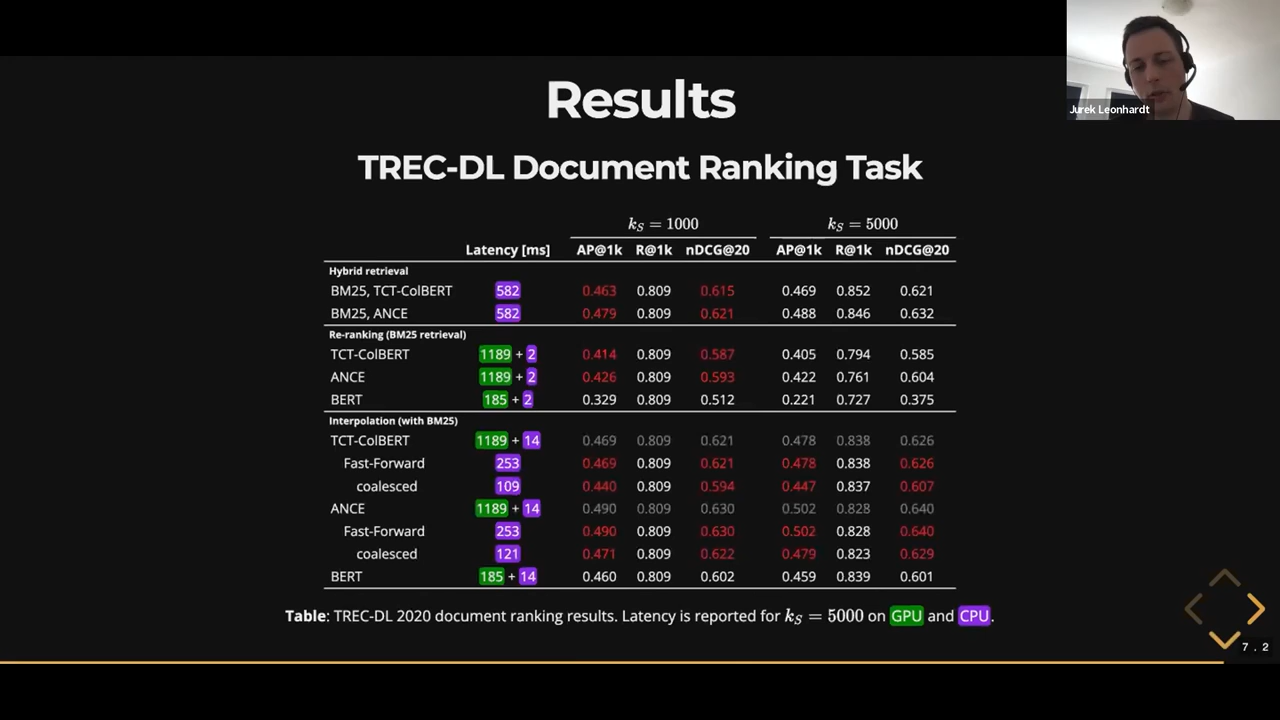 Jurek Leonhardt
Results
TREC-DL Document Ranking Task
kS = 1000 kS = 5000
Latency [ms] AP@1k R@1k nDCG@20 AP@1k R@1k nDCG@20
Hybrid retrieval
BM25, TCT-ColBERT 582 0.463 0.809 0.615 0.469 0.852 0.621
BM25, ANCE 582 0.479 0.809 0.621 0.488 0.846 0.632
Re-ranking (BM25 retrieval)
TCT-ColBERT 1189 + 2 0.414 0.809 0.587 0.405 0.794 0.585
ANCE 1189 + 2 0.426 0.809 0.593 0.422 0.761 0.604
BERT 185 + 2 0.329 0.809 0.512 0.221 0.727 0.375
Interpolation (with BM25)
TCT-ColBERT 1189 + 14 0.469 0.809 0.621 0.478 0.838 0.626
Fast-Forward 253 0.469 0.809 0.621 0.478 0.838 0.626
coalesced 109 0.440 0.809 0.594 0.447 0.837 0.607
ANCE 1189 + 14 0.490 0.809 0.630 0.502 0.828 0.640
Fast-Forward 253 0.490 0.809 0.630 0.502 0.828 0.640
coalesced 121 0.471 0.809 0.622 0.479 0.823 0.629
BERT 185 + 14 0.460 0.809 0.602 0.459 0.839 0.601
Table: TREC-DL 2020 document ranking results. Latency is reported for kS = 5000 on GPU and CPU.
7 . 2